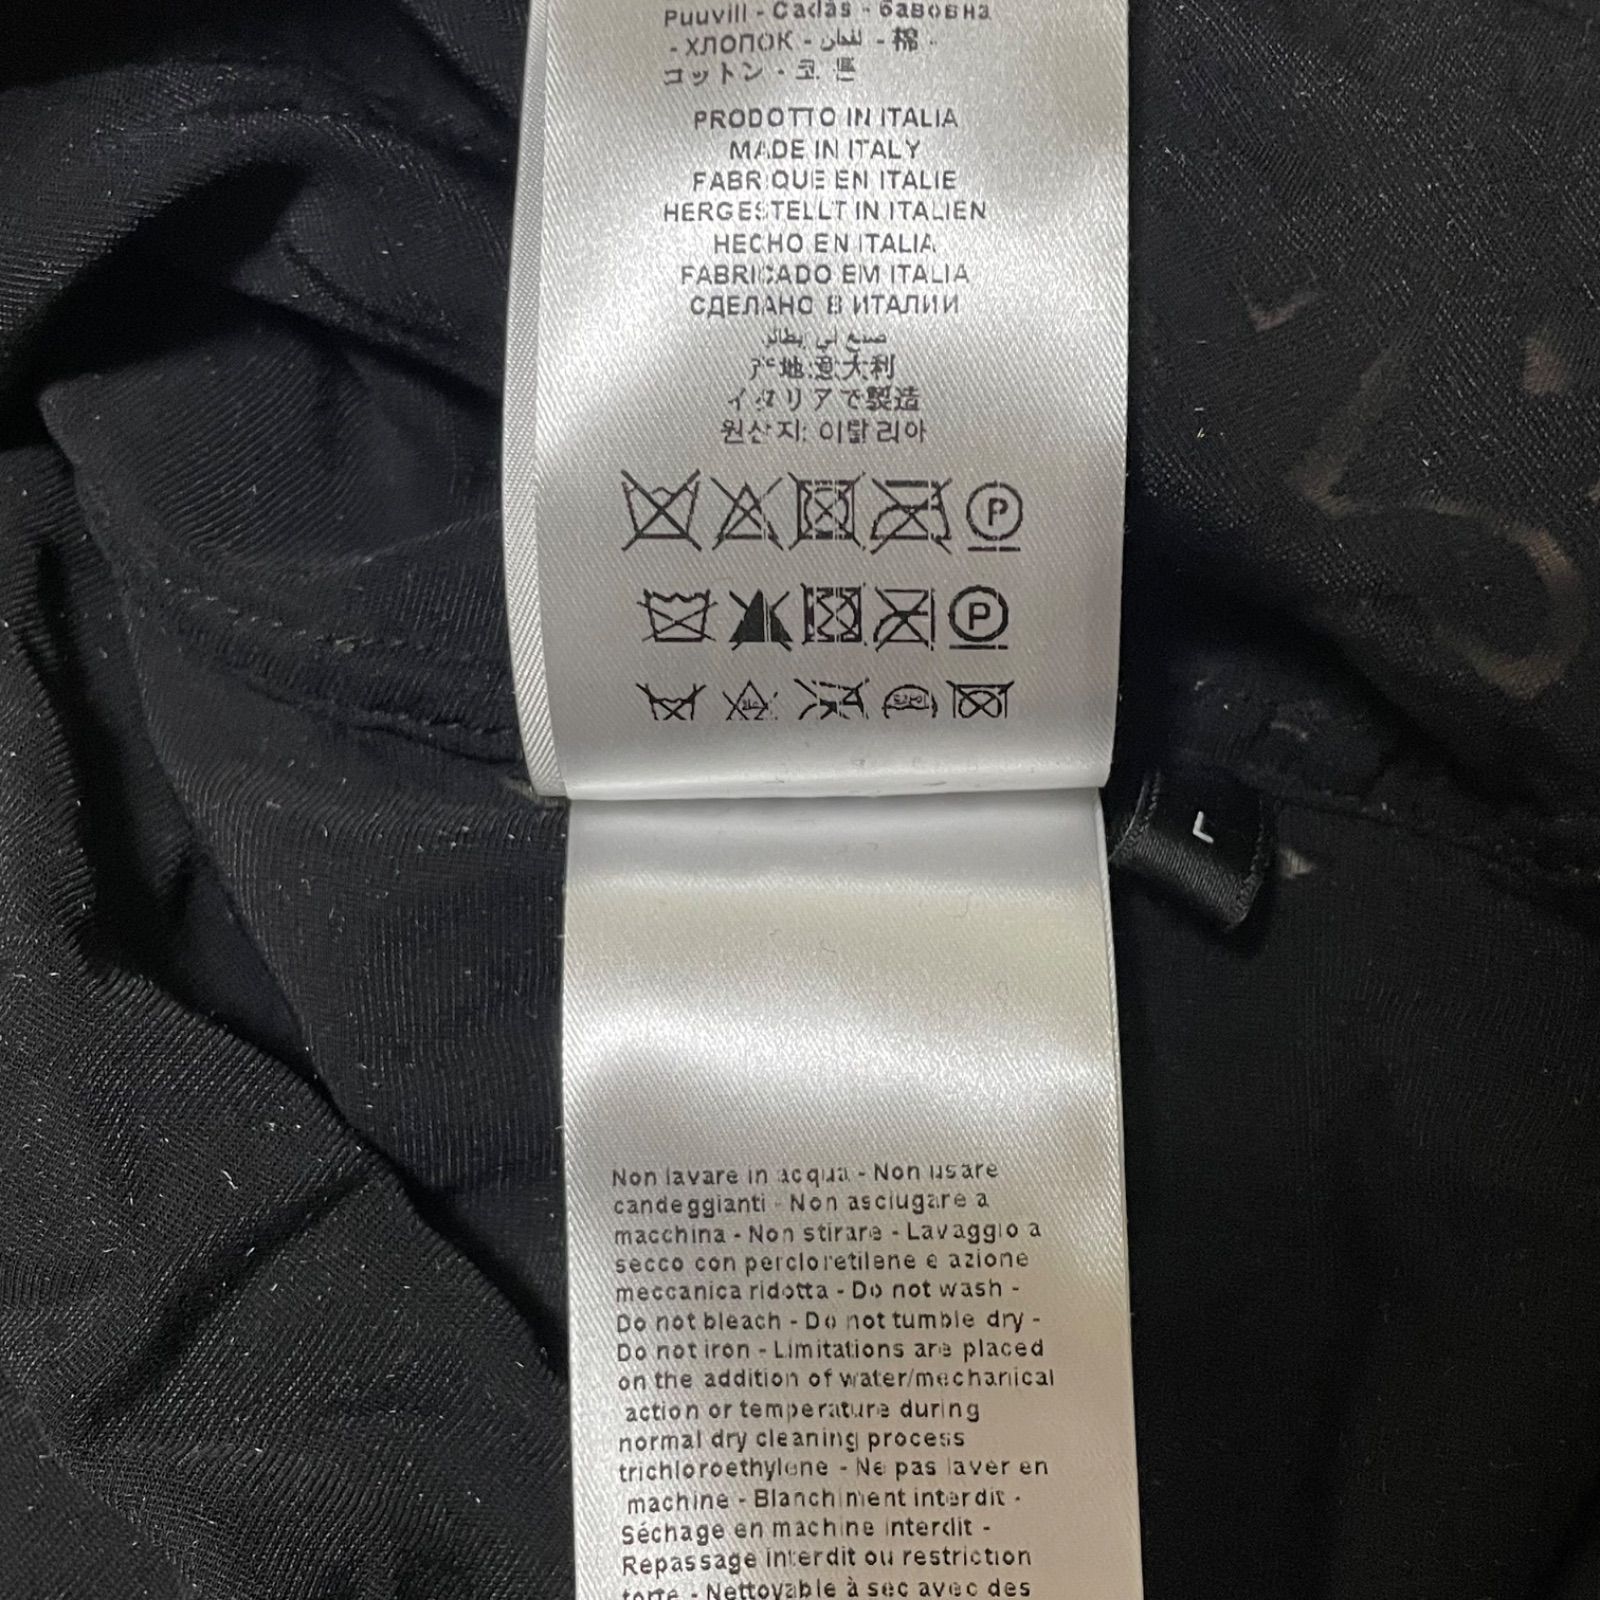 Puuvill - Cadás - бавовна
- ХЛОПОК - - 棉 -
コットン - 코 튼
PRODOTTO IN ITALIA
MADE IN ITALY
FABRIQUE EN ITALIE
HERGESTELLT IN ITALIEN
HECHO EN ITALIA
FABRICADO EM ITALIA
СДЕЛАНО В ИТАЛИИ
产地:意大利
イタリアで製造
원산지: 이탈리아
P
P
L
Non lavare in acqua - Non usare
candeggianti - Non asciugare a
macchina - Non stirare - Lavaggio a
secco con percloretilene e azione
meccanica ridotta - Do not wash -
Do not bleach - Do not tumble dry -
Do not iron - Limitations are placed
on the addition of water/mechanical
action or temperature during
normal dry cleaning process
trichloroethylene - Ne pas laver en
machine - Blanchiment interdit -
Séchage en machine interdit -
Repassage interdit ou restriction
forte - Nettoyable à sec avec des